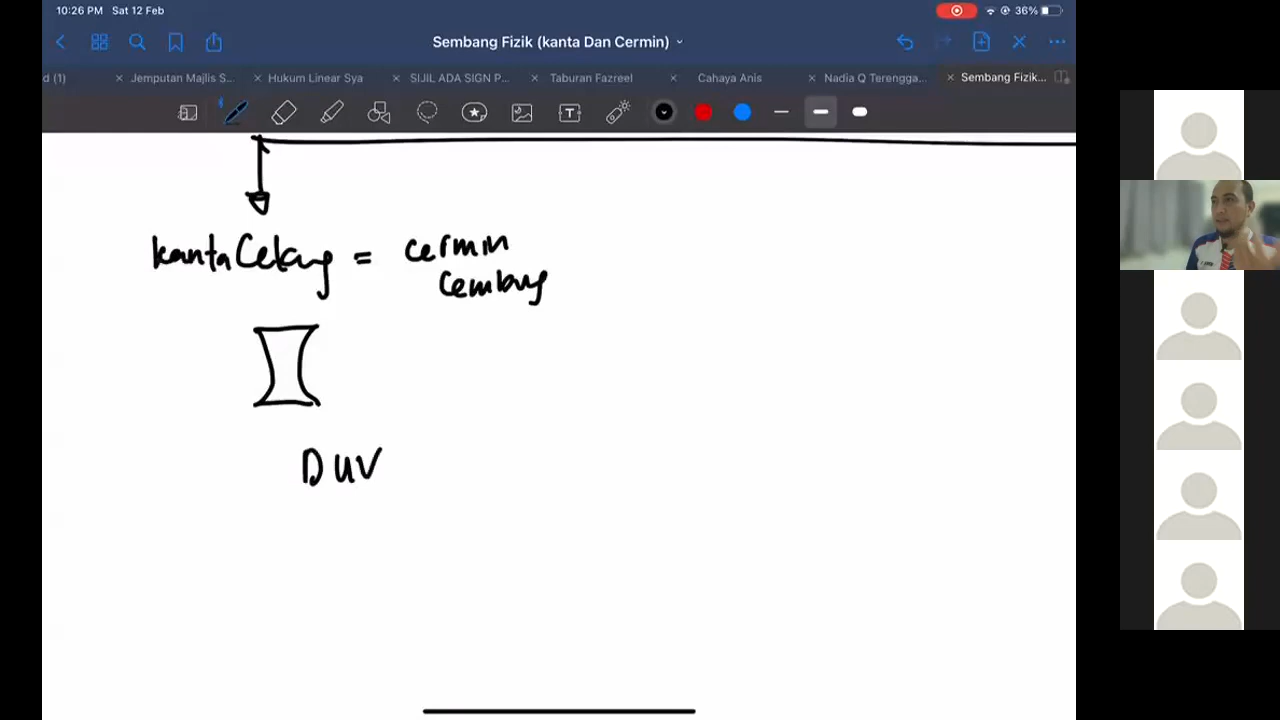 10:26 PM Sat 12 Feb
36%
Sembang Fizik (kanta Dan Cermin)
d (1)
Jemputan Majlis S...
Hukum Linear Sya
SIJIL ADA SIGN P...
Taburan Fazreel
Cahaya Anis
Nadia Q Terengga...
Sembang Fizik...
kanta Cekung = cermin
cembung
DUV